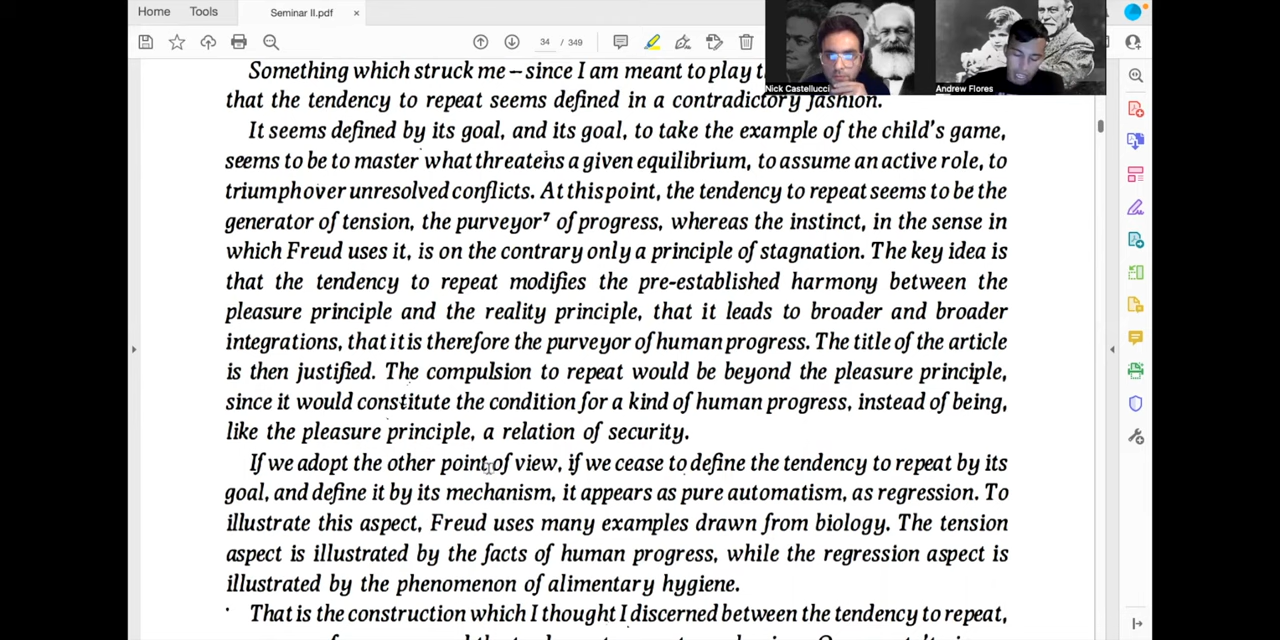 Home Tools Seminar II.pdf ×
34 / 349
Something which struck me – since I am meant to play t
Nick Castellucci Andrew Flores
that the tendency to repeat seems defined in a contradictory fashion.
It seems defined by its goal, and its goal, to take the example of the child's game,
seems to be to master what threatens a given equilibrium, to assume an active role, to
triumph over unresolved conflicts. At this point, the tendency to repeat seems to be the
generator of tension, the purveyor⁷ of progress, whereas the instinct, in the sense in
which Freud uses it, is on the contrary only a principle of stagnation. The key idea is
that the tendency to repeat modifies the pre-established harmony between the
pleasure principle and the reality principle, that it leads to broader and broader
integrations, that it is therefore the purveyor of human progress. The title of the article
is then justified. The compulsion to repeat would be beyond the pleasure principle,
since it would constitute the condition for a kind of human progress, instead of being,
like the pleasure principle, a relation of security.
If we adopt the other point of view, if we cease to define the tendency to repeat by its
goal, and define it by its mechanism, it appears as pure automatism, as regression. To
illustrate this aspect, Freud uses many examples drawn from biology. The tension
aspect is illustrated by the facts of human progress, while the regression aspect is
illustrated by the phenomenon of alimentary hygiene.
That is the construction which I thought I discerned between the tendency to repeat,